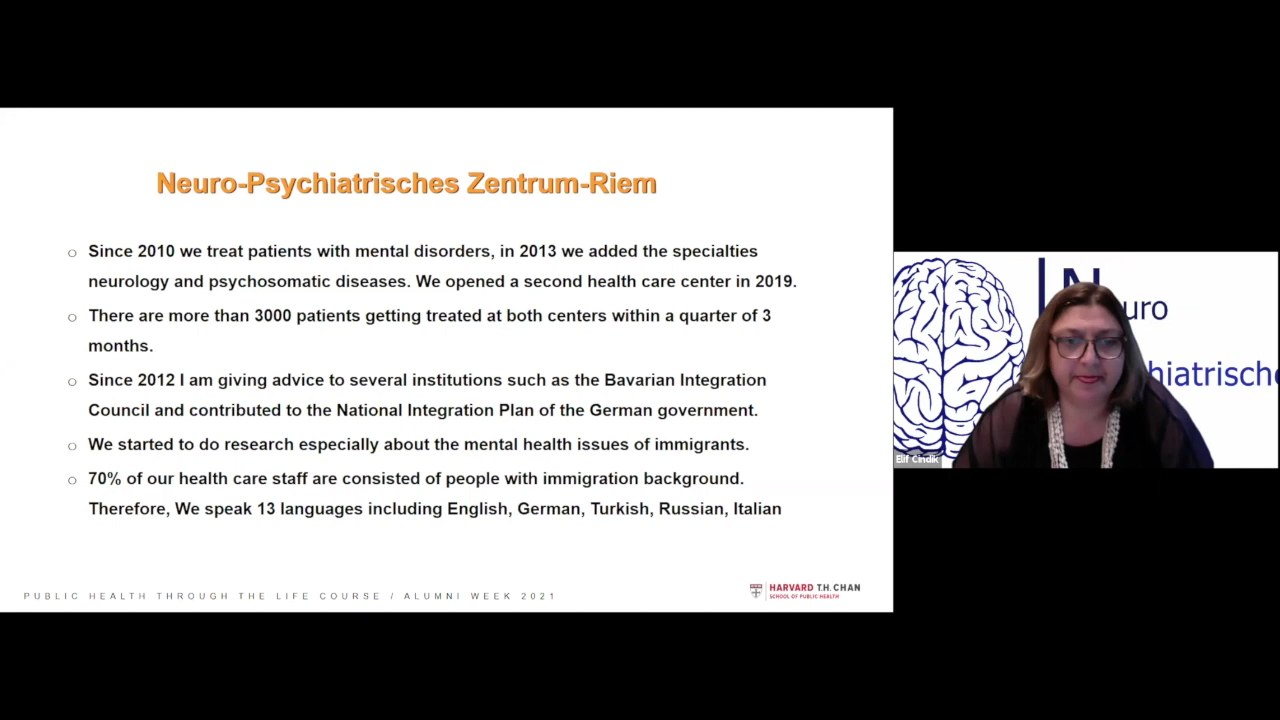 Neuro-Psychiatrisches Zentrum-Riem
Since 2010 we treat patients with mental disorders, in 2013 we added the specialties
neurology and psychosomatic diseases. We opened a second health care center in 2019.
There are more than 3000 patients getting treated at both centers within a quarter of 3
months.
Since 2012 I am giving advice to several institutions such as the Bavarian Integration
Council and contributed to the National Integration Plan of the German government.
We started to do research especially about the mental health issues of immigrants.
70% of our health care staff are consisted of people with immigration background.
Therefore, We speak 13 languages including English, German, Turkish, Russian, Italian
PUBLIC HEALTH THROUGH THE LIFE COURSE / ALUMNI WEEK 2021
HARVARD T.H. CHAN
SCHOOL OF PUBLIC HEALTH
N
euro
hiatrische
Elif Cindik